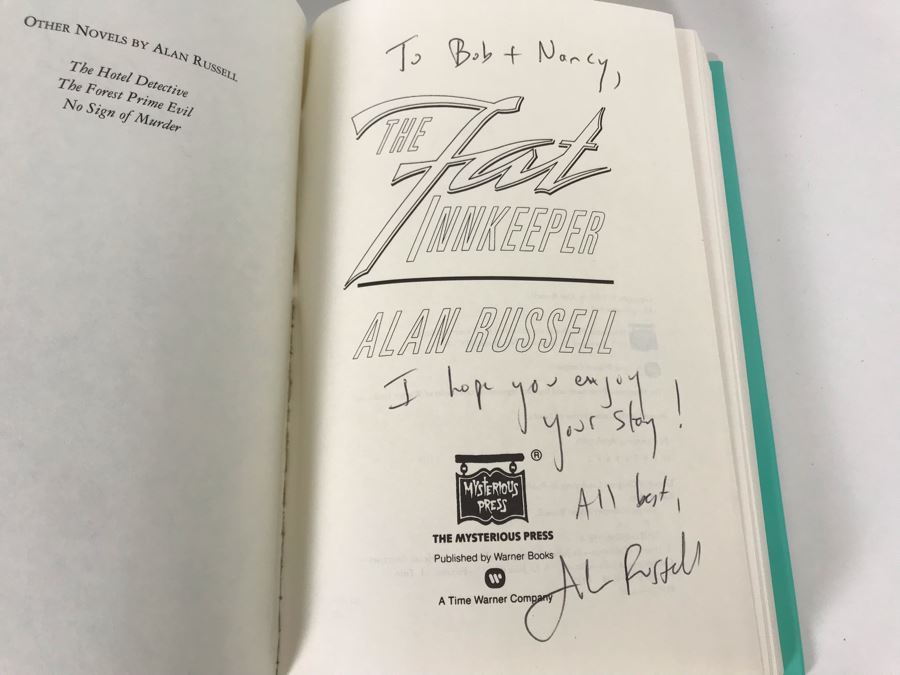 OTHER NOVELS BY ALAN RUSSELL
The Hotel Detective
The Forest Prime Evil
No Sign of Murder
To Bob + Nancy,
THE
Fat
INNKEEPER
ALAN RUSSELL
I hope you enjoy
your stay!
MYSTERIOUS
PRESS
®
All best,
THE MYSTERIOUS PRESS
Published by Warner Books
A Time Warner Company
Alan Russell